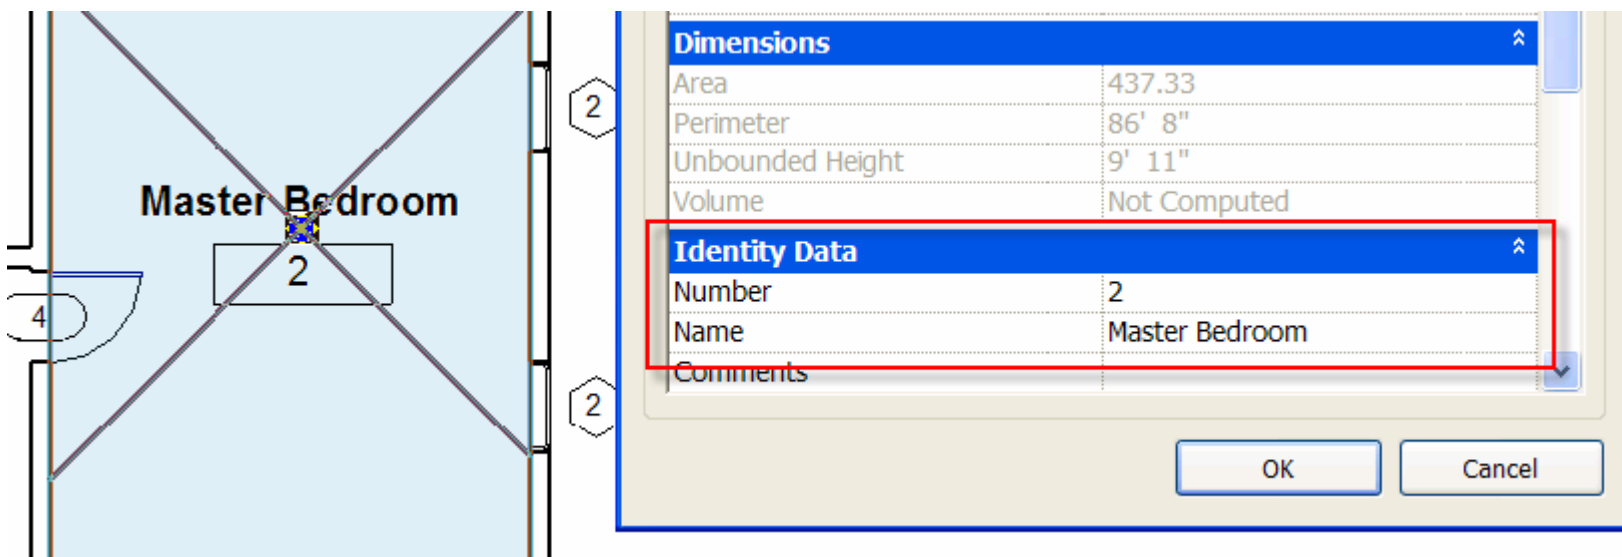 Master Bedroom
2
4
2
2
Dimensions
Area 437.33
Perimeter 86' 8"
Unbounded Height 9' 11"
Volume Not Computed
Identity Data
Number 2
Name Master Bedroom
Comments
OK Cancel